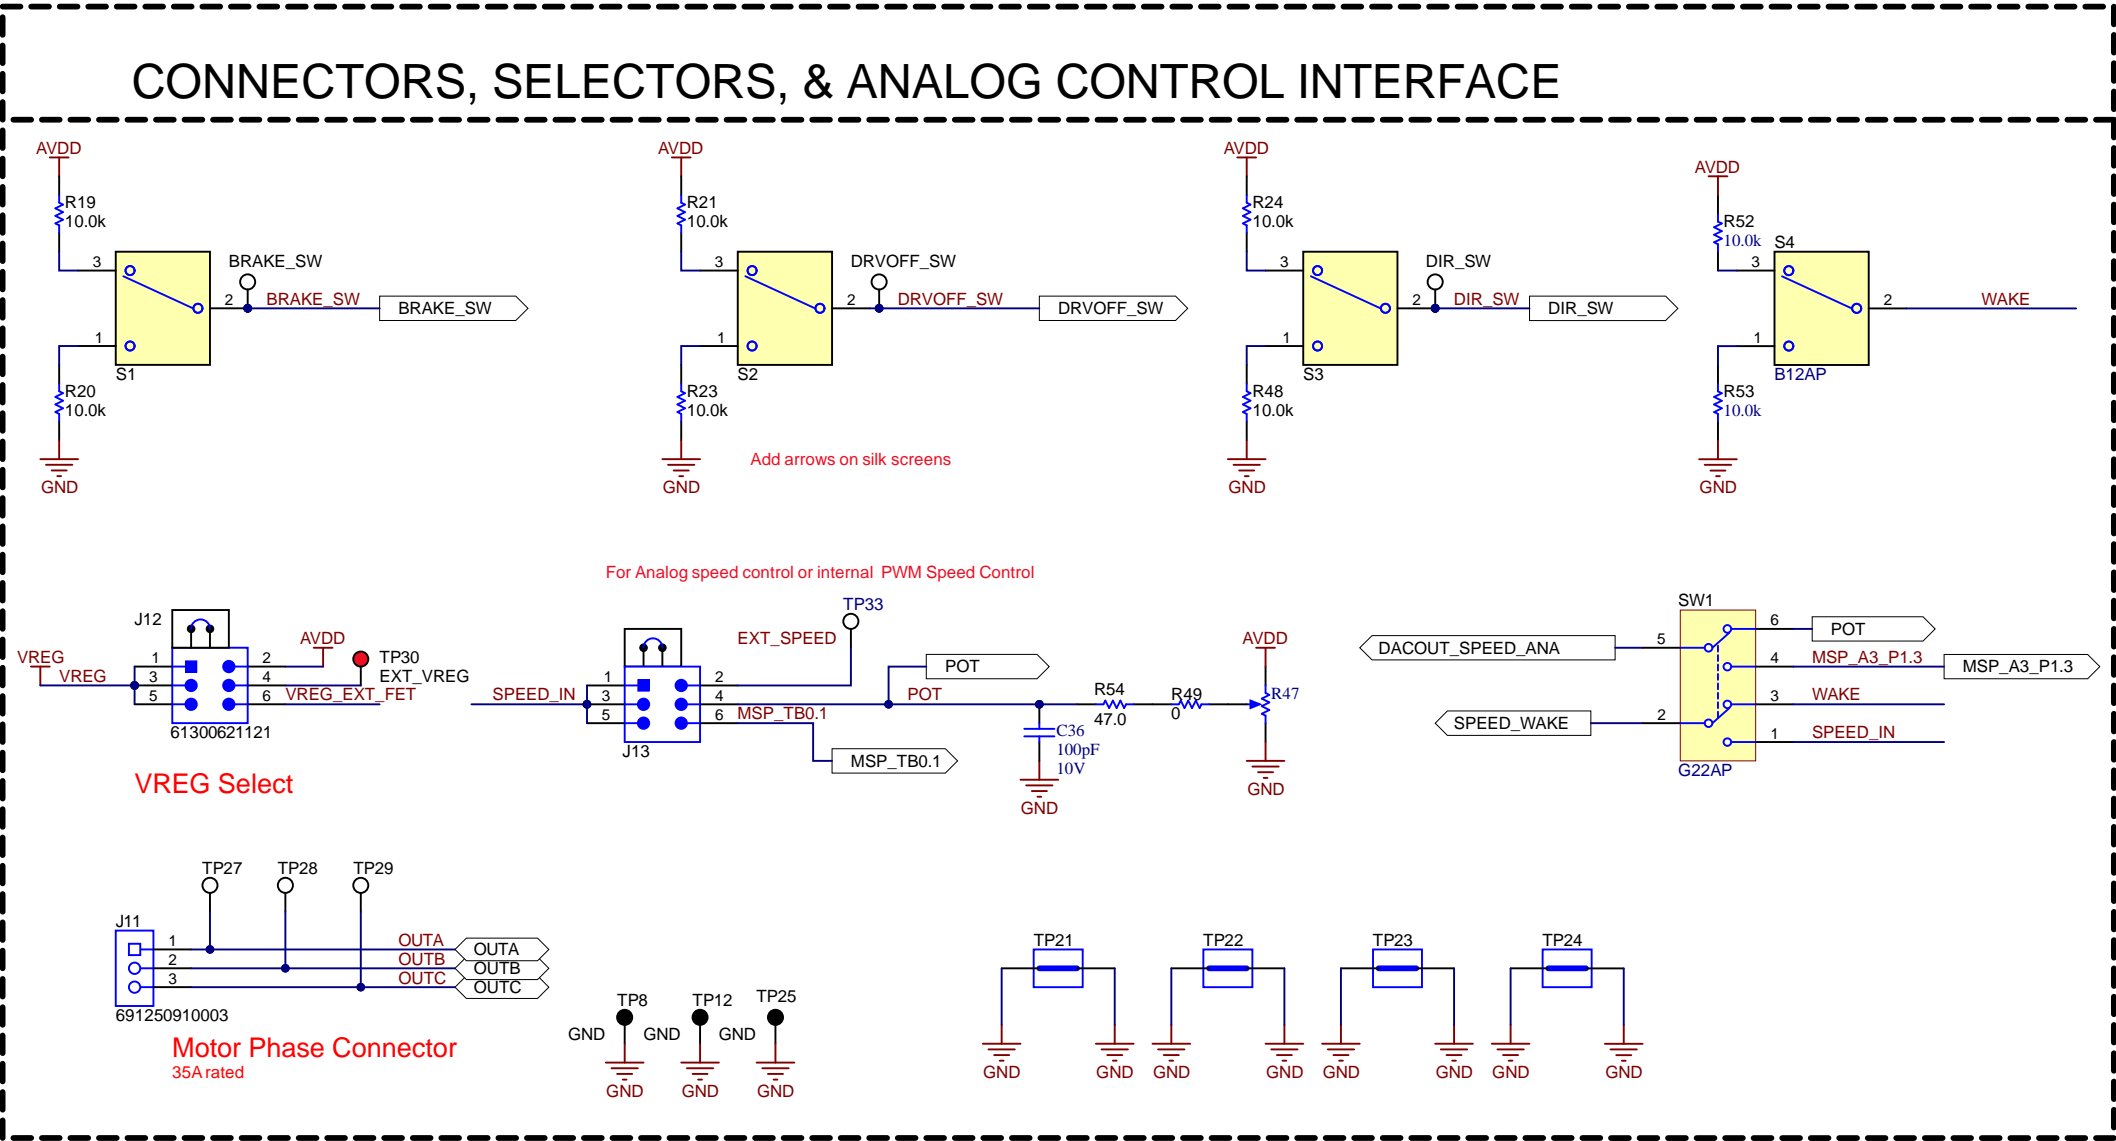 CONNECTORS, SELECTORS, & ANALOG CONTROL INTERFACE
AVDD
R19
10.0k
3
BRAKE_SW
2
BRAKE_SW
BRAKE_SW
1
S1
R20
10.0k
GND
AVDD
R21
10.0k
3
DRVOFF_SW
2
DRVOFF_SW
DRVOFF_SW
1
S2
R23
10.0k
GND
Add arrows on silk screens
AVDD
R24
10.0k
3
DIR_SW
2
DIR_SW
DIR_SW
1
S3
R48
10.0k
GND
AVDD
R52
10.0k
S4
3
2
WAKE
1
B12AP
R53
10.0k
GND
J12
VREG
VREG
1
3
5
2
4
6
AVDD
TP30
EXT_VREG
VREG_EXT_FET
61300621121
VREG Select
For Analog speed control or internal PWM Speed Control
SPEED_IN
1
3
5
2
4
6
J13
EXT_SPEED
TP33
POT
POT
MSP_TB0.1
MSP_TB0.1
C36
100pF
10V
GND
R54
47.0
R49
0
AVDD
R47
GND
SW1
DACOUT_SPEED_ANA
5
6
POT
4
MSP_A3_P1.3
MSP_A3_P1.3
SPEED_WAKE
2
3
WAKE
1
SPEED_IN
G22AP
TP27
TP28
TP29
J11
1
OUTA
OUTA
2
OUTB
OUTB
3
OUTC
OUTC
691250910003
Motor Phase Connector
35A rated
TP8
GND
GND
TP12
GND
GND
TP25
GND
GND
TP21
GND
GND
TP22
GND
GND
TP23
GND
GND
TP24
GND
GND